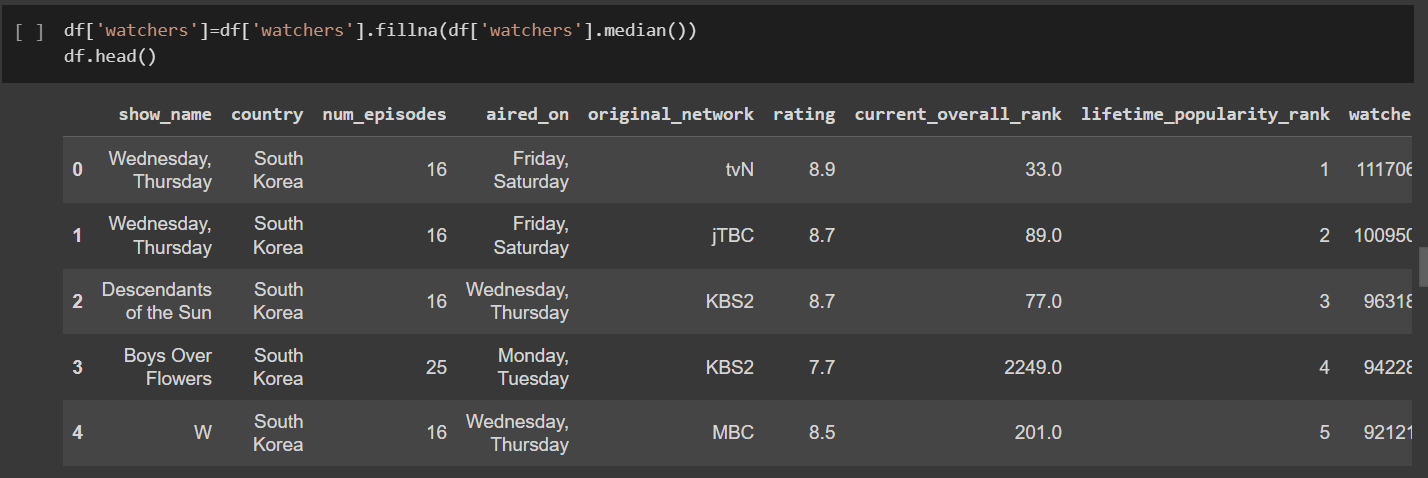 [ ] df['watchers']=df['watchers'].fillna(df['watchers'].median())
df.head()
show_name country num_episodes aired_on original_network rating current_overall_rank lifetime_popularity_rank watche
0 Wednesday, Thursday South Korea 16 Friday, Saturday tvN 8.9 33.0 1 111706
1 Wednesday, Thursday South Korea 16 Friday, Saturday jTBC 8.7 89.0 2 100950
2 Descendants of the Sun South Korea 16 Wednesday, Thursday KBS2 8.7 77.0 3 96318
3 Boys Over Flowers South Korea 25 Monday, Tuesday KBS2 7.7 2249.0 4 94228
4 W South Korea 16 Wednesday, Thursday MBC 8.5 201.0 5 92121